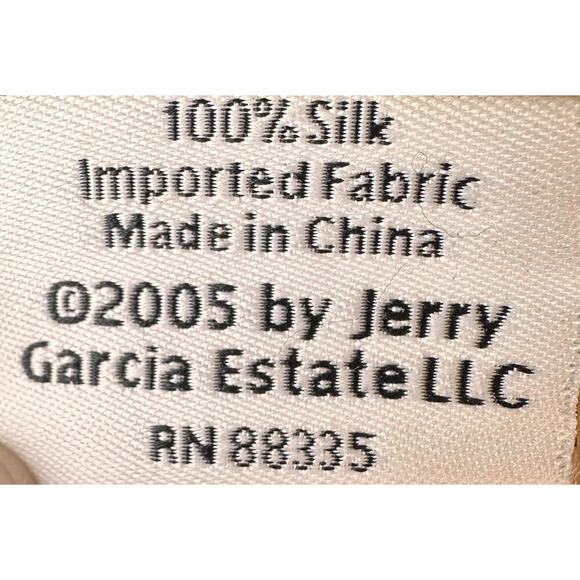 100% Silk
Imported Fabric
Made in China
©2005 by Jerry
Garcia Estate LLC
RN 88335